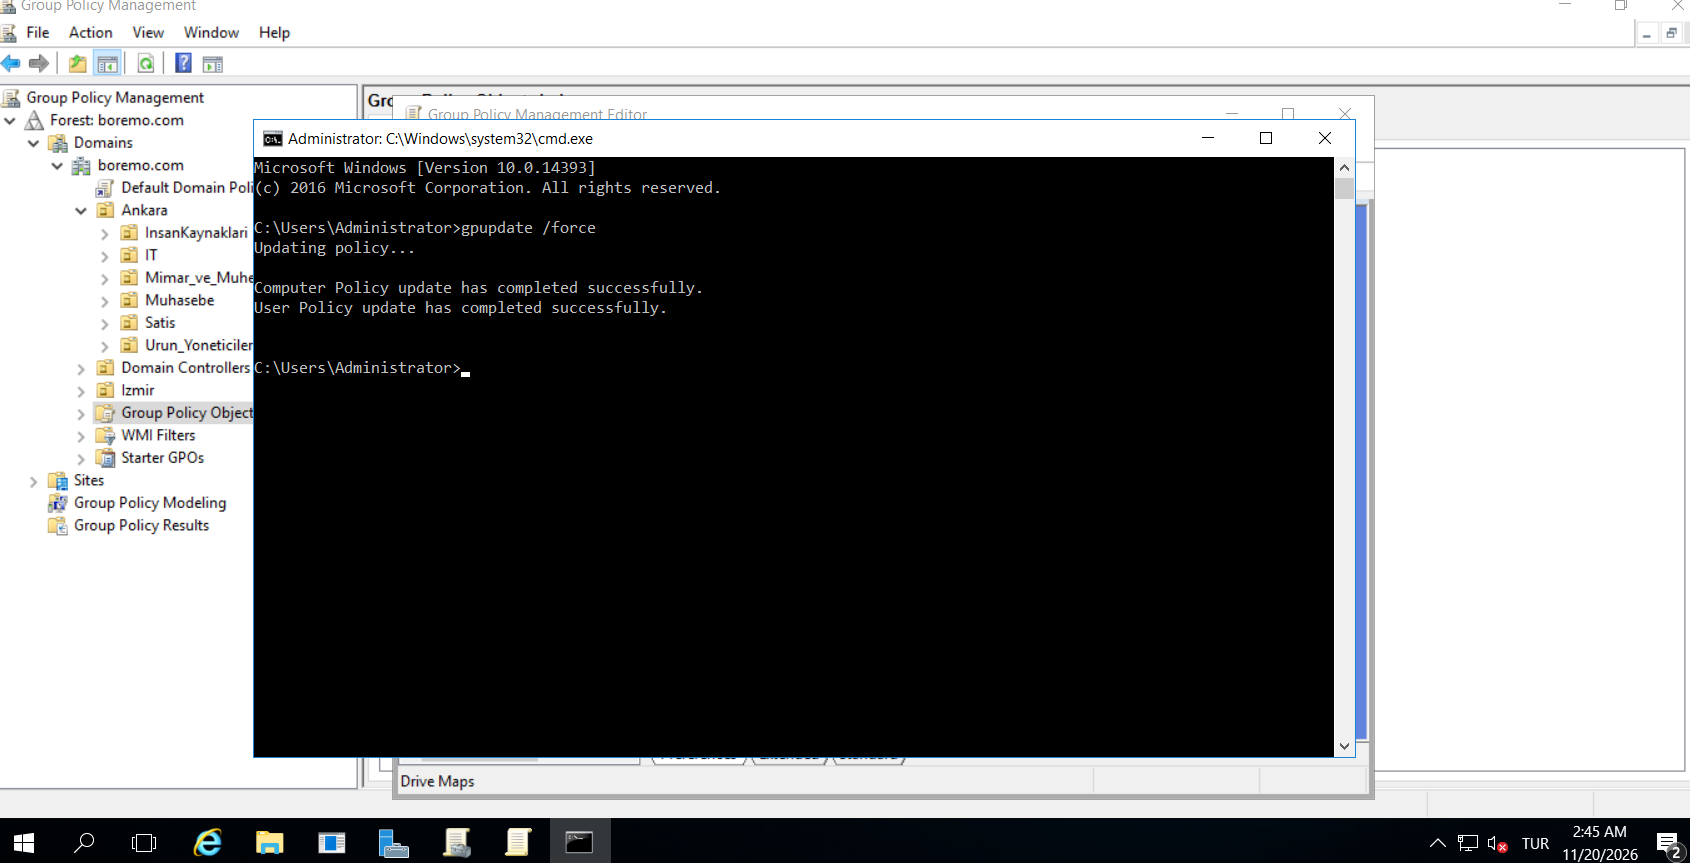 Group Policy Management
File Action View Window Help
Group Policy Management
Forest: boremo.com
Domains
boremo.com
Default Domain Poli
Ankara
InsanKaynaklari
IT
Mimar_ve_Muhe
Muhasebe
Satis
Urun_Yoneticiler
Domain Controllers
Izmir
Group Policy Object
WMI Filters
Starter GPOs
Sites
Group Policy Modeling
Group Policy Results
Group Policy Management Editor
Administrator: C:\Windows\system32\cmd.exe
Microsoft Windows [Version 10.0.14393]
(c) 2016 Microsoft Corporation. All rights reserved.
C:\Users\Administrator>gpupdate /force
Updating policy...
Computer Policy update has completed successfully.
User Policy update has completed successfully.
C:\Users\Administrator>
Drive Maps
TUR
2:45 AM
11/20/2026
2